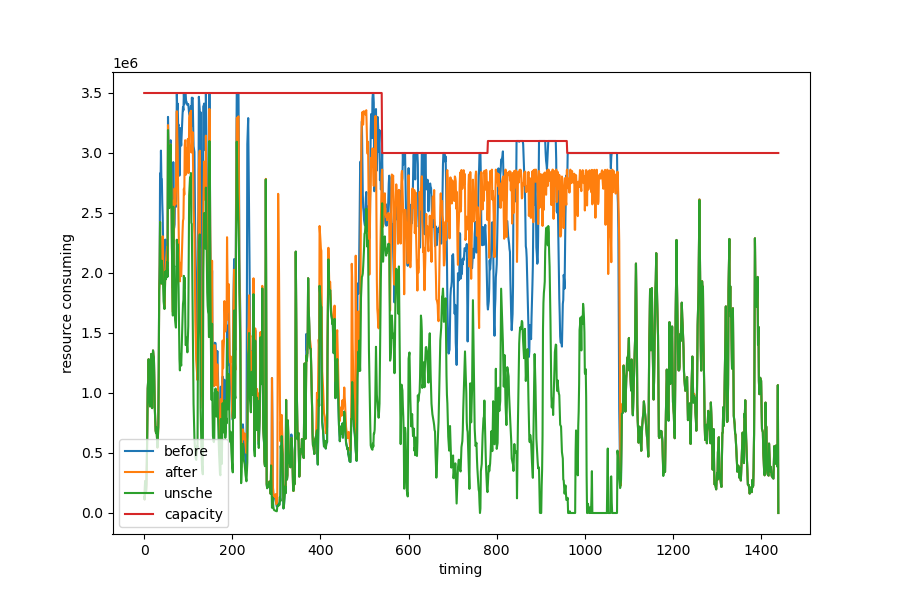 1e6
3.5
3.0
2.5
2.0
1.5
1.0
0.5
0.0
resource consuming
before
after
unsche
capacity
0 200 400 600 800 1000 1200 1400
timing